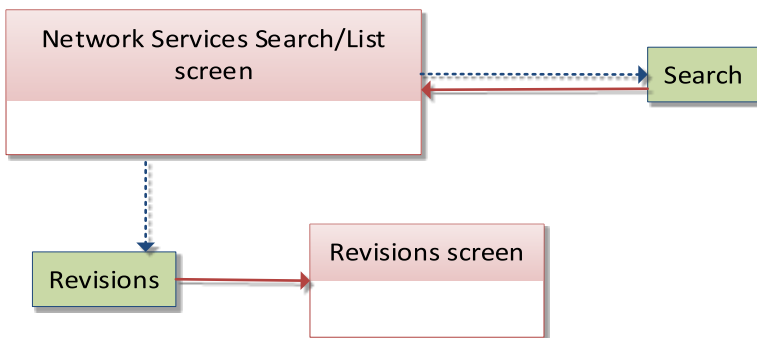 Network Services Search/List
screen
Search
Revisions screen
Revisions